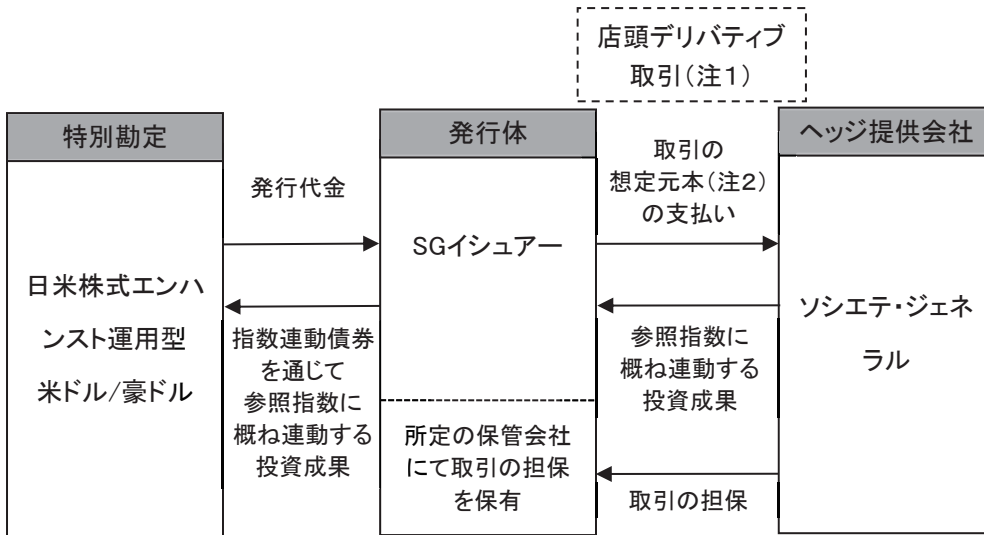 店頭デリバティブ
取引(注1)
特別勘定
発行体
ヘッジ提供会社
日米株式エンハ
ンスト運用型
米ドル/豪ドル
発行代金
指数連動債券
を通じて
参照指数に
概ね連動する
投資成果
SGイシュアー
所定の保管会社
にて取引の担保
を保有
取引の
想定元本(注2)
の支払い
参照指数に
概ね連動する
投資成果
取引の担保
ソシエテ・ジェネ
ラル